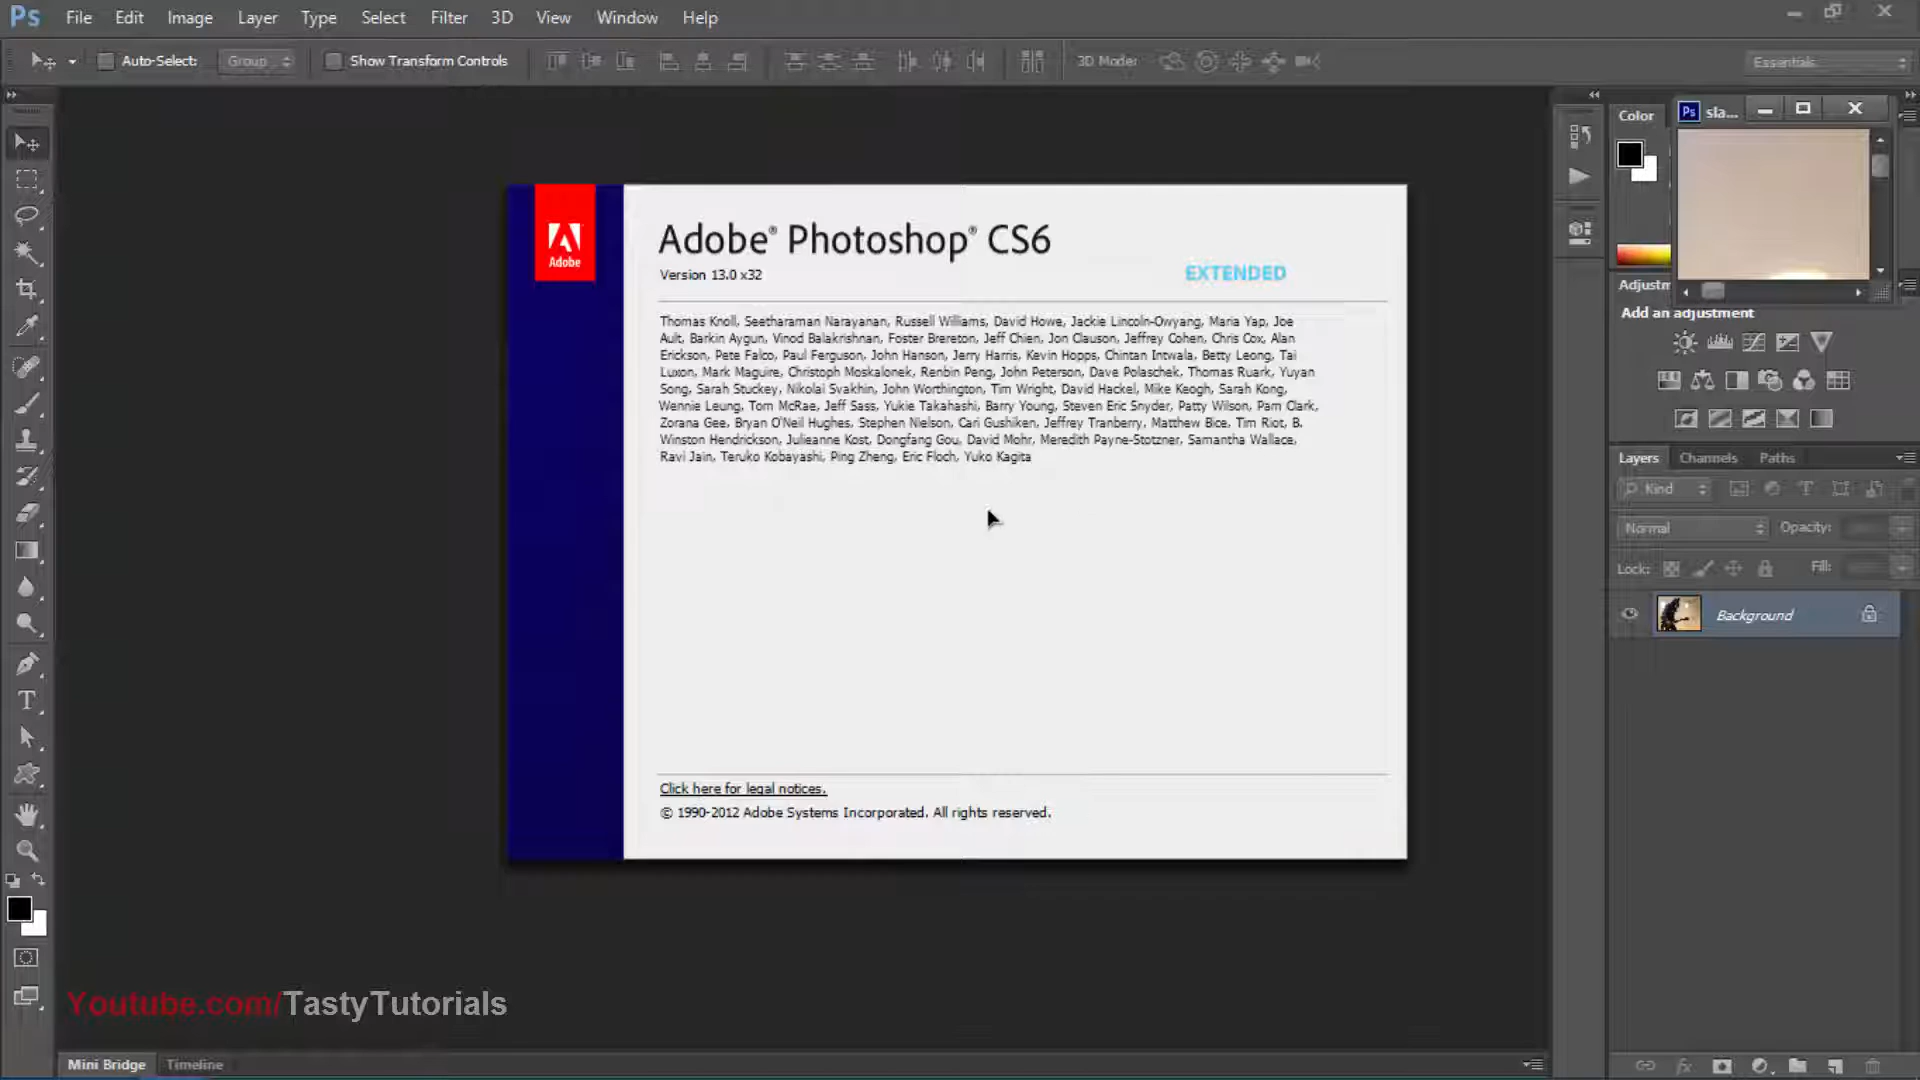 Ps File Edit Image Layer Type Select Filter 3D View Window Help
Auto-Select: Group Show Transform Controls 3D Mode: Essentials
Color
Ps sla...
Adobe
Adobe® Photoshop® CS6
Version 13.0 x32
EXTENDED
Thomas Knoll, Seetharaman Narayanan, Russell Williams, David Howe, Jackie Lincoln-Owyang, Maria Yap, Joe
Ault, Barkin Aygun, Vinod Balakrishnan, Foster Brereton, Jeff Chien, Jon Clauson, Jeffrey Cohen, Chris Cox, Alan
Erickson, Pete Falco, Paul Ferguson, John Hanson, Jerry Harris, Kevin Hopps, Chintan Intwala, Betty Leong, Tai
Luxon, Mark Maguire, Christoph Moskalonek, Renbin Peng, John Peterson, Dave Polaschek, Thomas Ruark, Yuyan
Song, Sarah Stuckey, Nikolai Svakhin, John Worthington, Tim Wright, David Hackel, Mike Keogh, Sarah Kong,
Wennie Leung, Tom McRae, Jeff Sass, Yukie Takahashi, Barry Young, Steven Eric Snyder, Patty Wilson, Pam Clark,
Zorana Gee, Bryan O'Neil Hughes, Stephen Nielson, Cari Gushiken, Jeffrey Tranberry, Matthew Bice, Tim Riot, B.
Winston Hendrickson, Julieanne Kost, Dongfang Gou, David Mohr, Meredith Payne-Stotzner, Samantha Wallace,
Ravi Jain, Teruko Kobayashi, Ping Zheng, Eric Floch, Yuko Kagita
Click here for legal notices.
© 1990-2012 Adobe Systems Incorporated. All rights reserved.
Adjustm
Add an adjustment
Layers Channels Paths
Kind
Normal Opacity:
Lock: Fill:
Background
Youtube.com/TastyTutorials
Mini Bridge Timeline